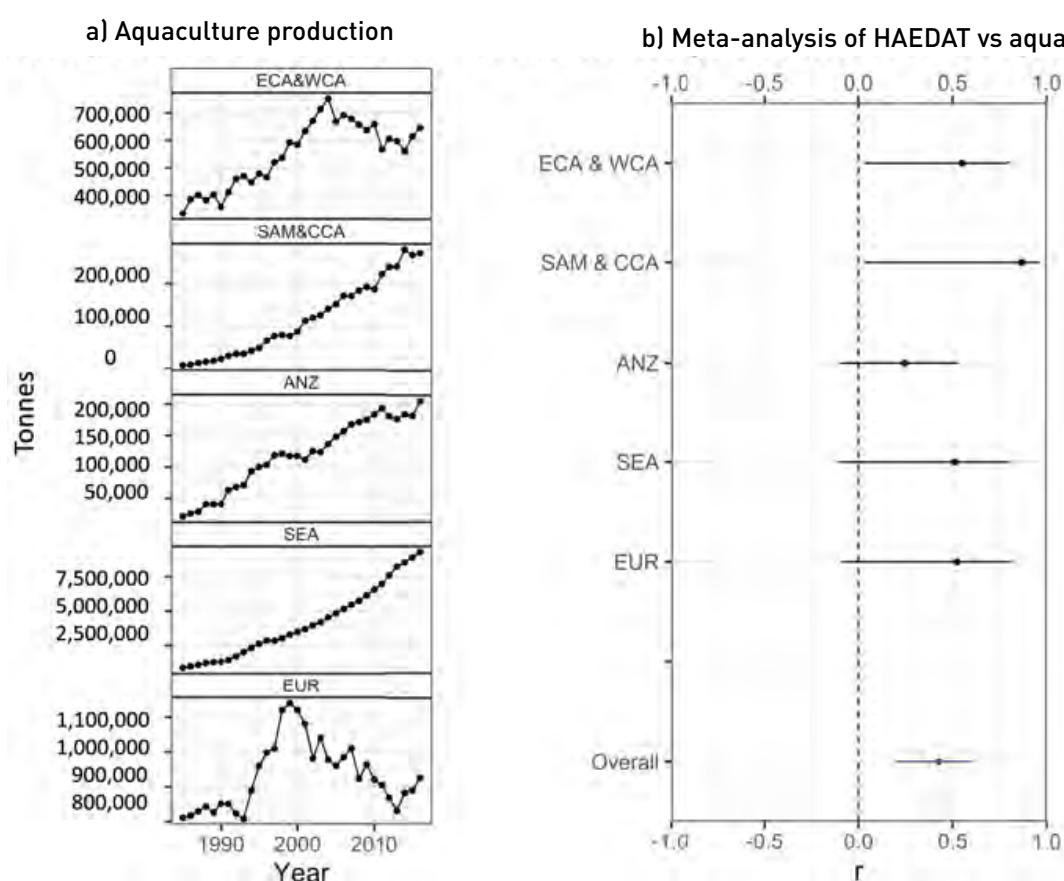 a) Aquaculture production
ECA&WCA
700,000
600,000
500,000
400,000
SAM&CCA
200,000
100,000
0
ANZ
200,000
150,000
100,000
50,000
SEA
7,500,000
5,000,000
2,500,000
EUR
1,100,000
1,000,000
900,000
800,000
Tonnes
1990 2000 2010
Year
b) Meta-analysis of HAEDAT vs aqua
-1.0 -0.5 0.0 0.5 1.0
ECA & WCA
SAM & CCA
ANZ
SEA
EUR
Overall
-1.0 -0.5 0.0 0.5 1.0
r